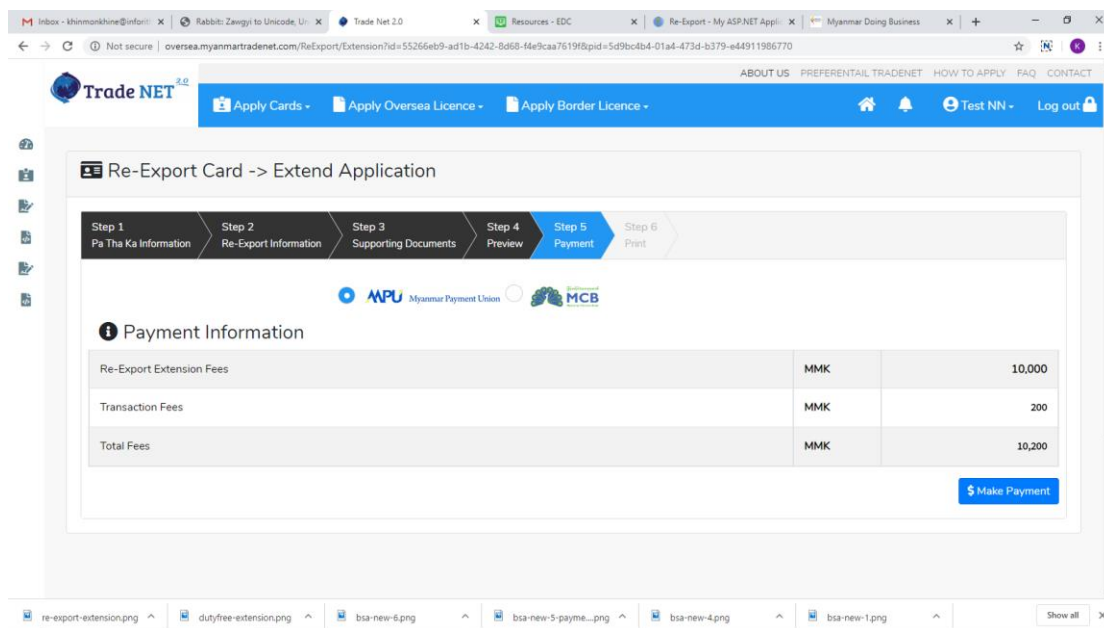 Inbox - khinmonkhine@inforit
Rabbit: Zawgyi to Unicode, Un
Trade Net 2.0
Resources - EDC
Re-Export - My ASP.NET Applic
Myanmar Doing Business
Not secure | oversea.myanmartradenet.com/ReExport/Extension?id=55266eb9-ad1b-4242-8d68-f4e9caa7619f&pid=5d9bc4b4-01a4-473d-b379-e44911986770
N K
ABOUT US PREFERENTAIL TRADENET HOW TO APPLY FAQ CONTACT
Trade NET 2.0
Apply Cards Apply Oversea Licence Apply Border Licence Test NN Log out
Re-Export Card -> Extend Application
Step 1 Step 2 Step 3 Step 4 Step 5 Step 6
Pa Tha Ka Information Re-Export Information Supporting Documents Preview Payment Print
MPU Myanmar Payment Union MCB
Payment Information
Re-Export Extension Fees MMK 10,000
Transaction Fees MMK 200
Total Fees MMK 10,200
$ Make Payment
re-export-extension.png dutyfree-extension.png bsa-new-6.png bsa-new-5-payme....png bsa-new-4.png bsa-new-1.png Show all